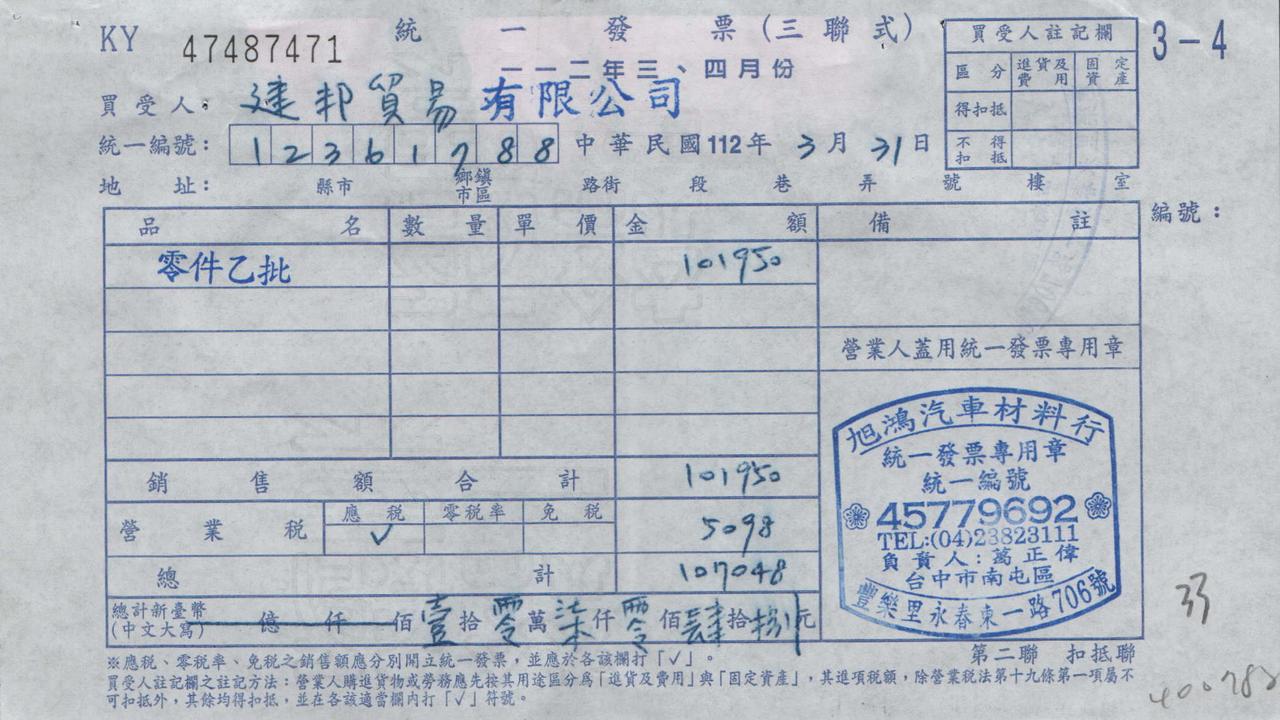 KY 47487471 統一發票(三聯式) 3-4
一一二年三、四月份
買受人: 建邦貿易有限公司
統一編號: 12361788 中華民國112年3月31日
買受人註記欄
區分 進貨及費用 固定資產
得扣抵
不得扣抵
地址: 縣市 鄉鎮市區 路街 段 巷 弄 號 樓 室
品名 數量 單價 金額 備註 編號:
零件乙批 101950
營業人蓋用統一發票專用章
銷售額合計 101950
營業稅 應稅 零稅率 免稅
✓ 5098
總計 107048
總計新臺幣(中文大寫) 億仟佰壹拾零萬柒仟零佰肆拾捌元
旭鴻汽車材料行
統一發票專用章
統一編號
45779692
TEL:(04)23823111
負責人:萬正偉
台中市南屯區
豐樂里永春東一路706號
33
第二聯 扣抵聯
※應稅、零稅率、免稅之銷售額應分別開立統一發票,並應於各該欄打「✓」。
買受人註記欄之註記方法:營業人購進貨物或勞務應先按其用途區分為「進貨及費用」與「固定資產」,其進項稅額,除營業稅法第十九條第一項屬不
可扣抵外,其餘均得扣抵,並在各該適當欄內打「✓」符號。